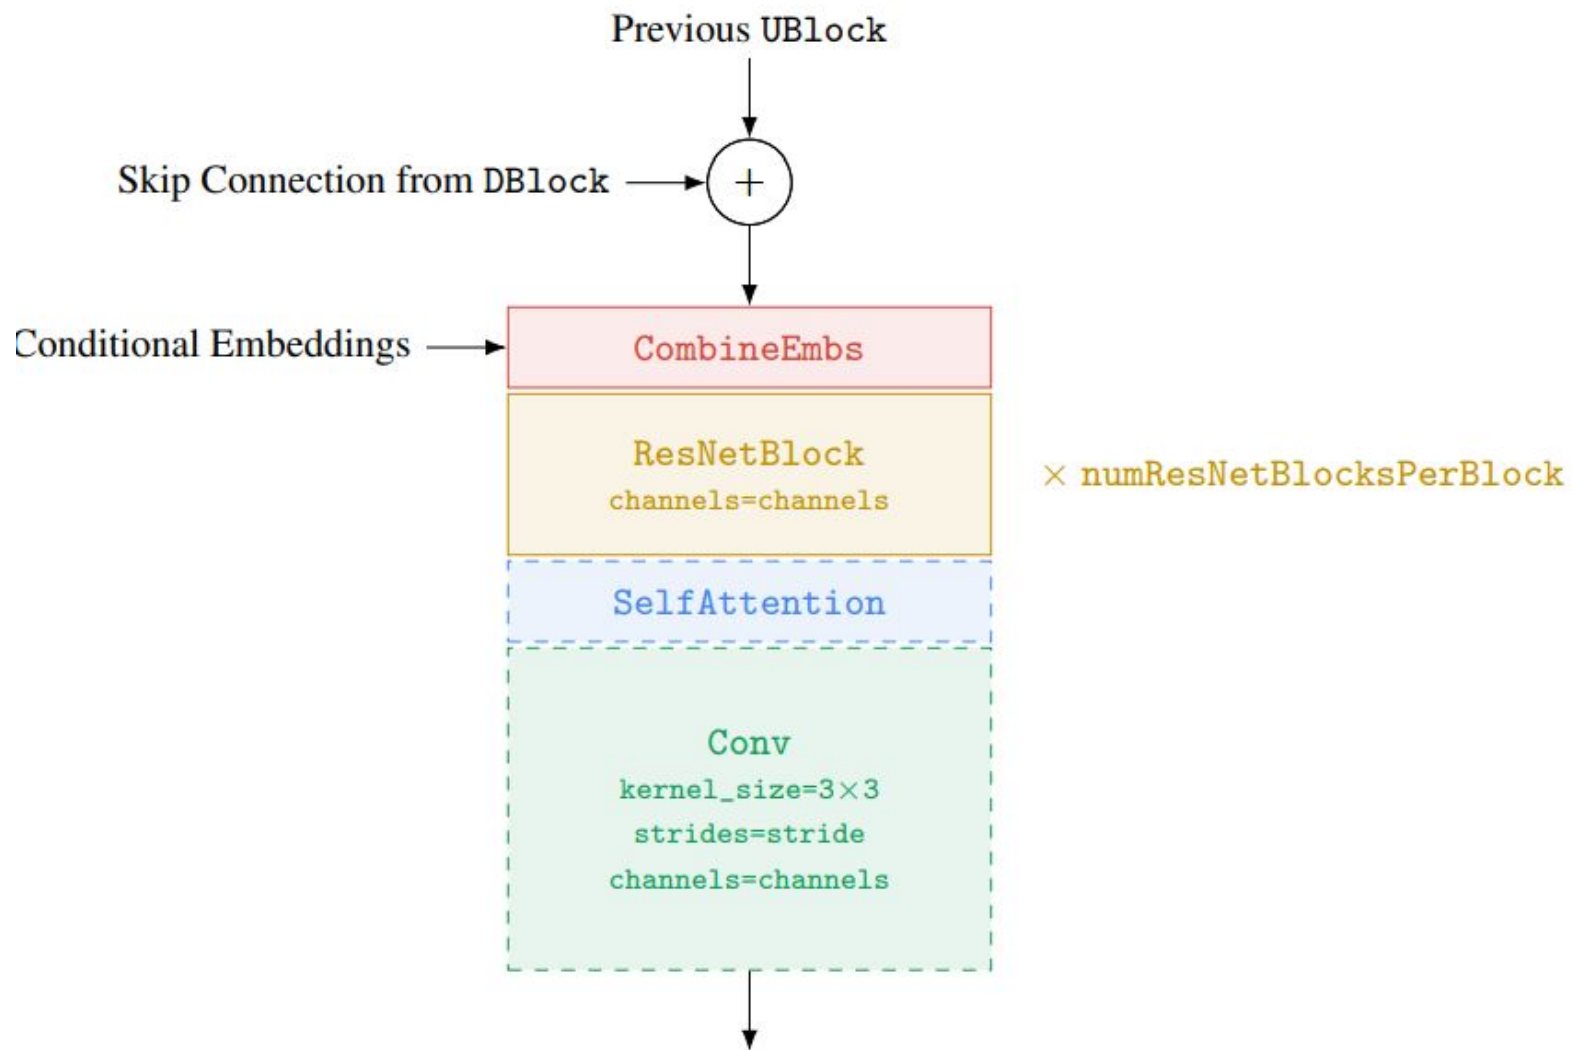 Previous UBlock
Skip Connection from DBlock
+
Conditional Embeddings
CombineEmbs
ResNetBlock
channels=channels
× numResNetBlocksPerBlock
SelfAttention
Conv
kernel_size=3×3
strides=stride
channels=channels